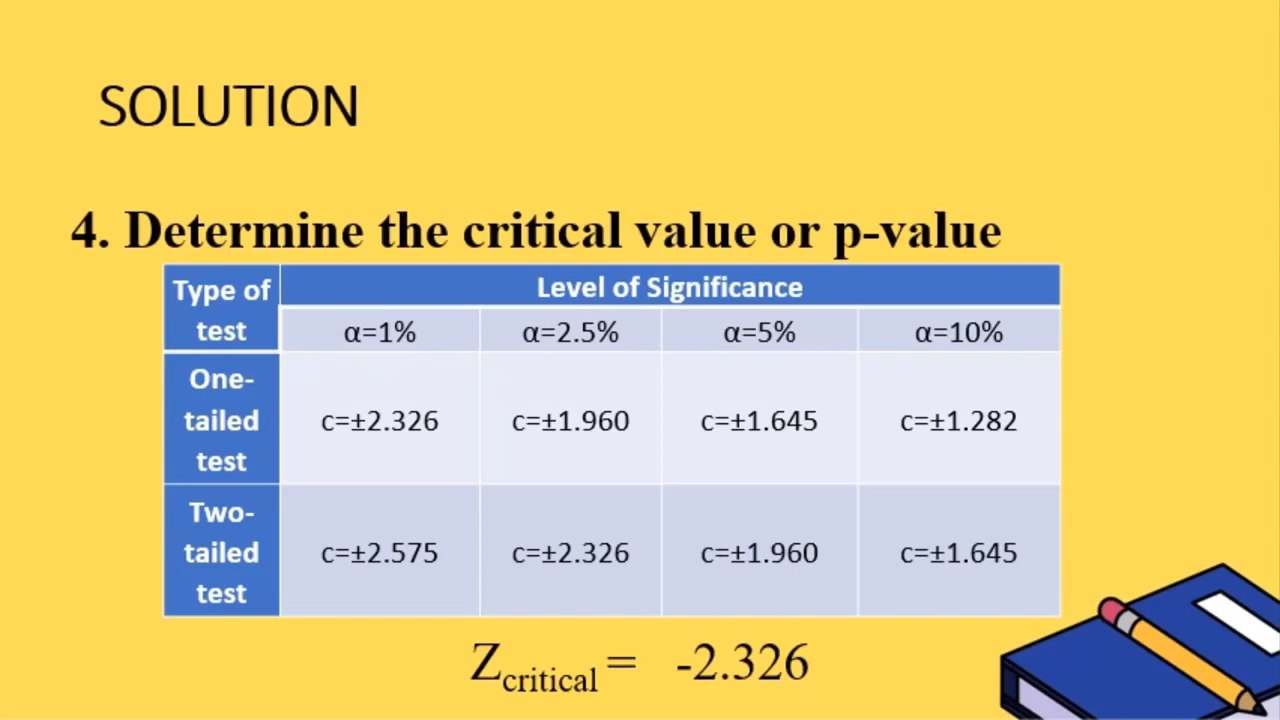 SOLUTION
4. Determine the critical value or p-value
Type of test Level of Significance
α=1% α=2.5% α=5% α=10%
One-tailed test c=±2.326 c=±1.960 c=±1.645 c=±1.282
Two-tailed test c=±2.575 c=±2.326 c=±1.960 c=±1.645
Zcritical = -2.326